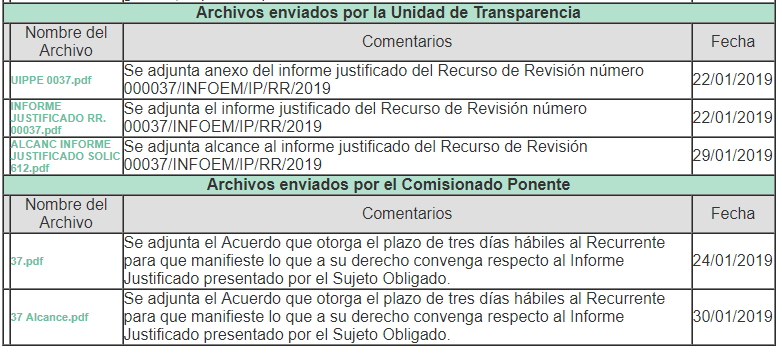 Archivos enviados por la Unidad de Transparencia
Nombre del
Archivo
Comentarios
Fecha
UIPPE 0037.pdf
Se adjunta anexo del informe justificado del Recurso de Revisión número
000037/INFOEM/IP/RR/2019
22/01/2019
INFORME
JUSTIFICADO RR.
00037.pdf
Se adjunta el informe justificado del Recurso de Revisión número
00037/INFOEM/IP/RR/2019
22/01/2019
ALCANC INFORME
JUSTIFICADO SOLIC
612.pdf
Se adjunta alcance al informe justificado del Recurso de Revisión
00037/INFOEM/IP/RR/2019
29/01/2019
Archivos enviados por el Comisionado Ponente
Nombre del
Archivo
Comentarios
Fecha
37.pdf
Se adjunta el Acuerdo que otorga el plazo de tres días hábiles al Recurrente
para que manifieste lo que a su derecho convenga respecto al Informe
Justificado presentado por el Sujeto Obligado.
24/01/2019
37 Alcance.pdf
Se adjunta el Acuerdo que otorga el plazo de tres días hábiles al Recurrente
para que manifieste lo que a su derecho convenga respecto al Informe
Justificado presentado por el Sujeto Obligado.
30/01/2019